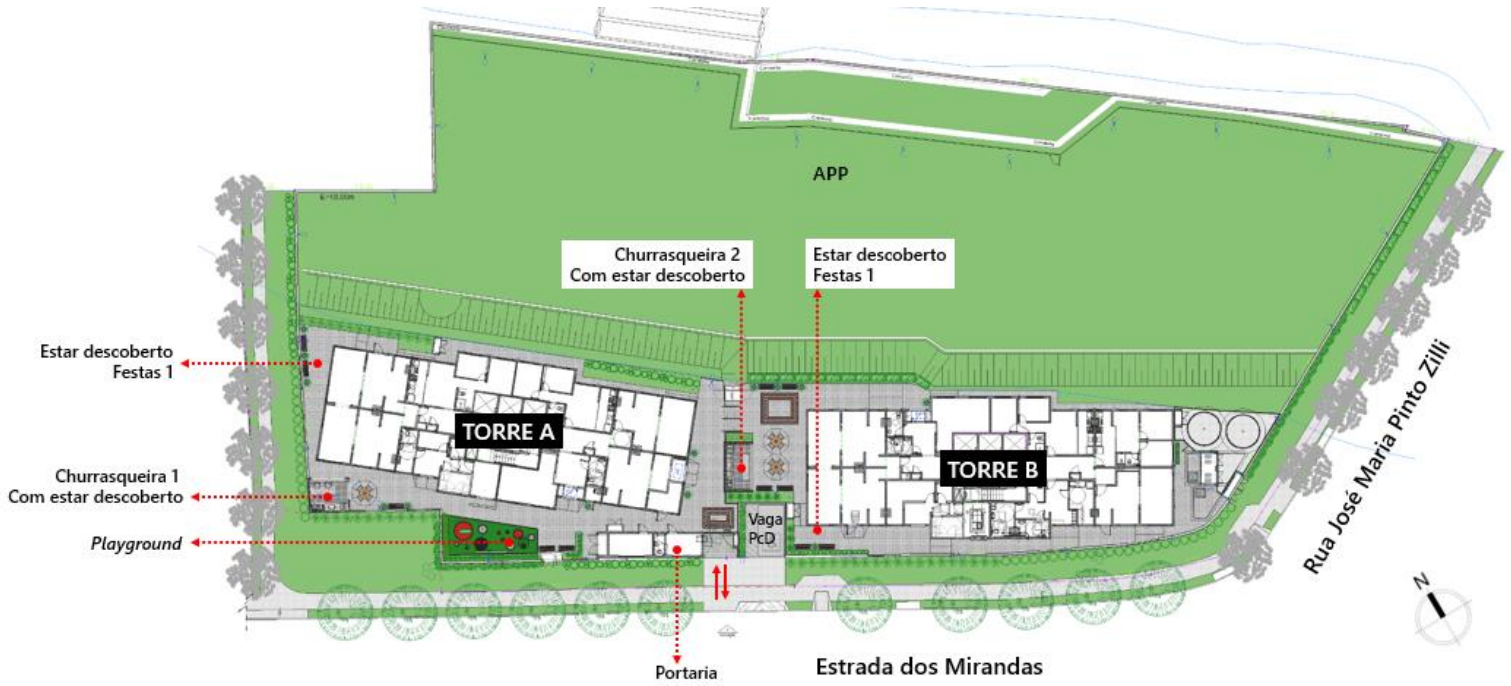 APP
Churrasqueira 2
Com estar descoberto
Estar descoberto
Festas 1
Estar descoberto
Festas 1
TORRE A
TORRE B
Churrasqueira 1
Com estar descoberto
Playground
Vaga
PcD
Rua José Maria Pinto Zilli
N
Portaria
Estrada dos Mirandas